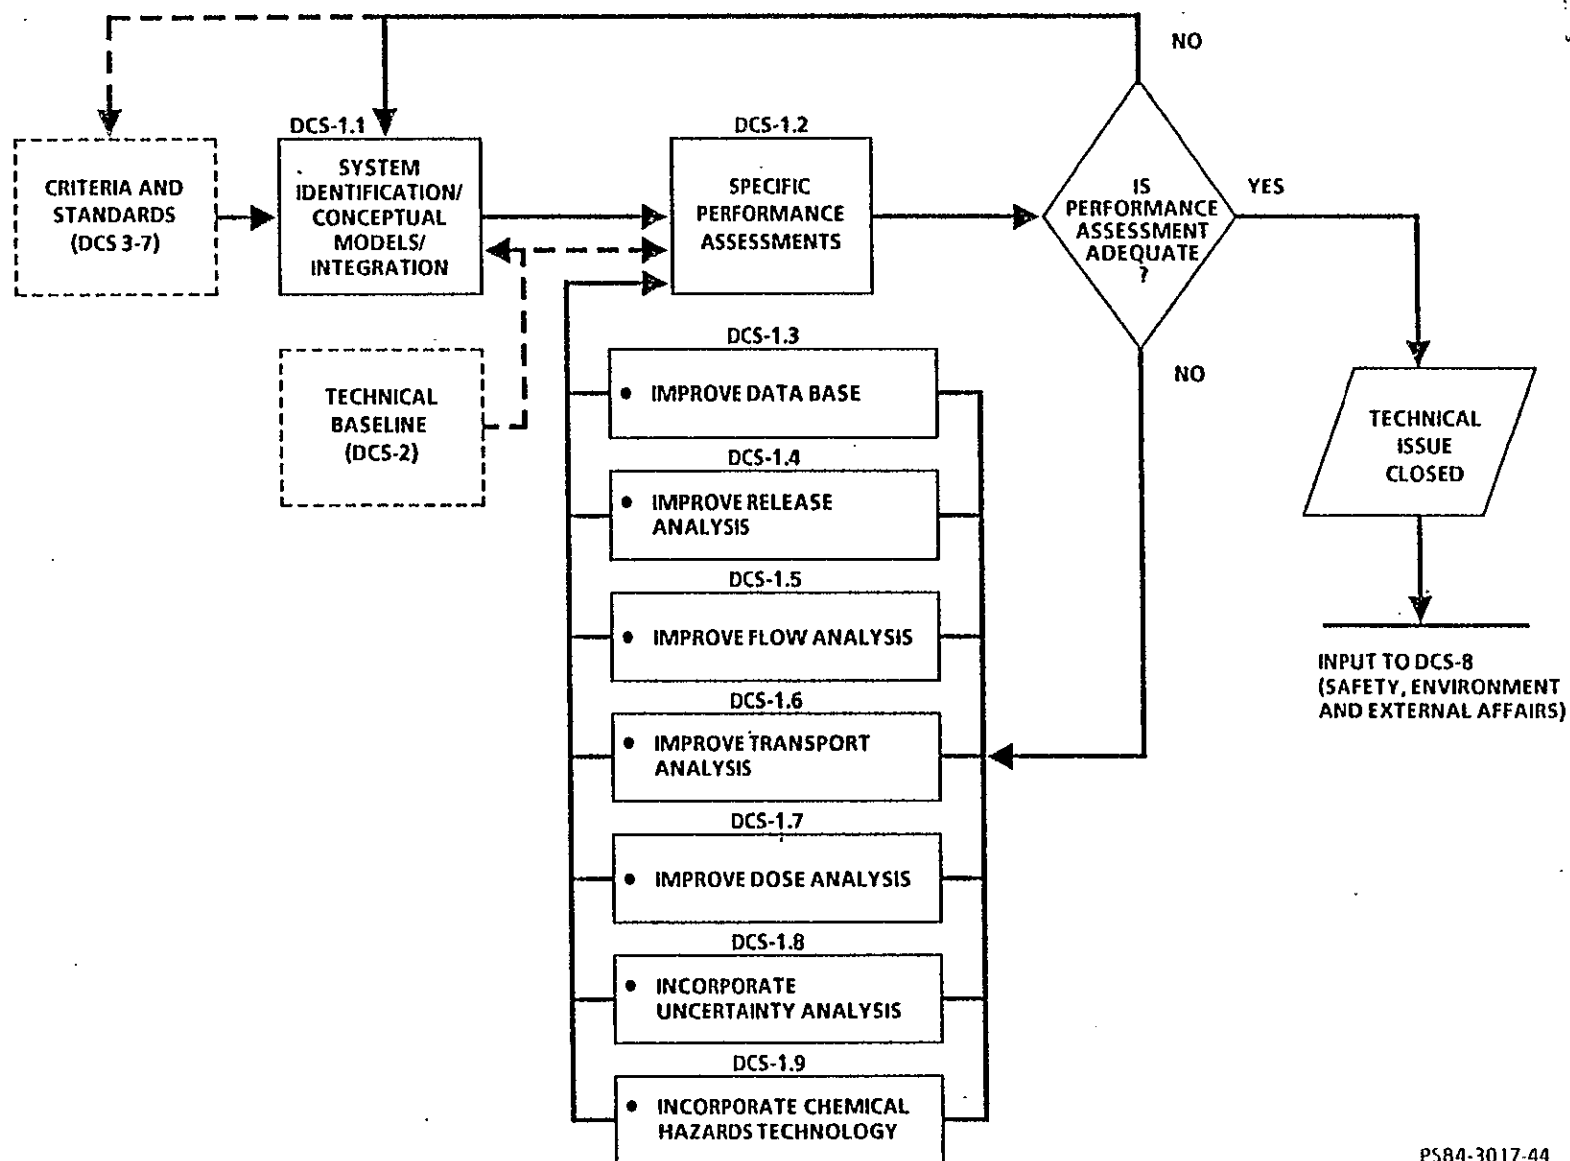 NO
DCS-1.1
DCS-1.2
CRITERIA AND
STANDARDS
(DCS 3-7)
SYSTEM
IDENTIFICATION/
CONCEPTUAL
MODELS/
INTEGRATION
SPECIFIC
PERFORMANCE
ASSESSMENTS
IS
PERFORMANCE
ASSESSMENT
ADEQUATE
?
YES
NO
TECHNICAL
BASELINE
(DCS-2)
DCS-1.3
• IMPROVE DATA BASE
DCS-1.4
• IMPROVE RELEASE
ANALYSIS
DCS-1.5
• IMPROVE FLOW ANALYSIS
DCS-1.6
• IMPROVE TRANSPORT
ANALYSIS
DCS-1.7
• IMPROVE DOSE ANALYSIS
DCS-1.8
• INCORPORATE
UNCERTAINTY ANALYSIS
DCS-1.9
• INCORPORATE CHEMICAL
HAZARDS TECHNOLOGY
TECHNICAL
ISSUE
CLOSED
INPUT TO DCS-8
(SAFETY, ENVIRONMENT
AND EXTERNAL AFFAIRS)
PS84-3017-44